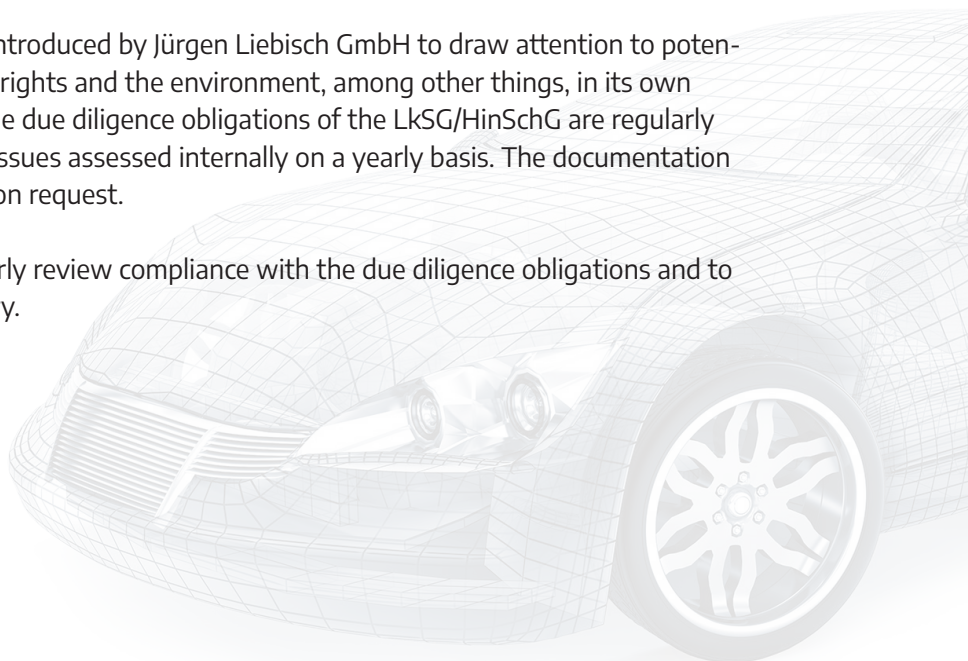 ntroduced by Jürgen Liebisch GmbH to draw attention to poten-
rights and the environment, among other things, in its own
e due diligence obligations of the LkSG/HinSchG are regularly
ssues assessed internally on a yearly basis. The documentation
on request.
rly review compliance with the due diligence obligations and to
y.